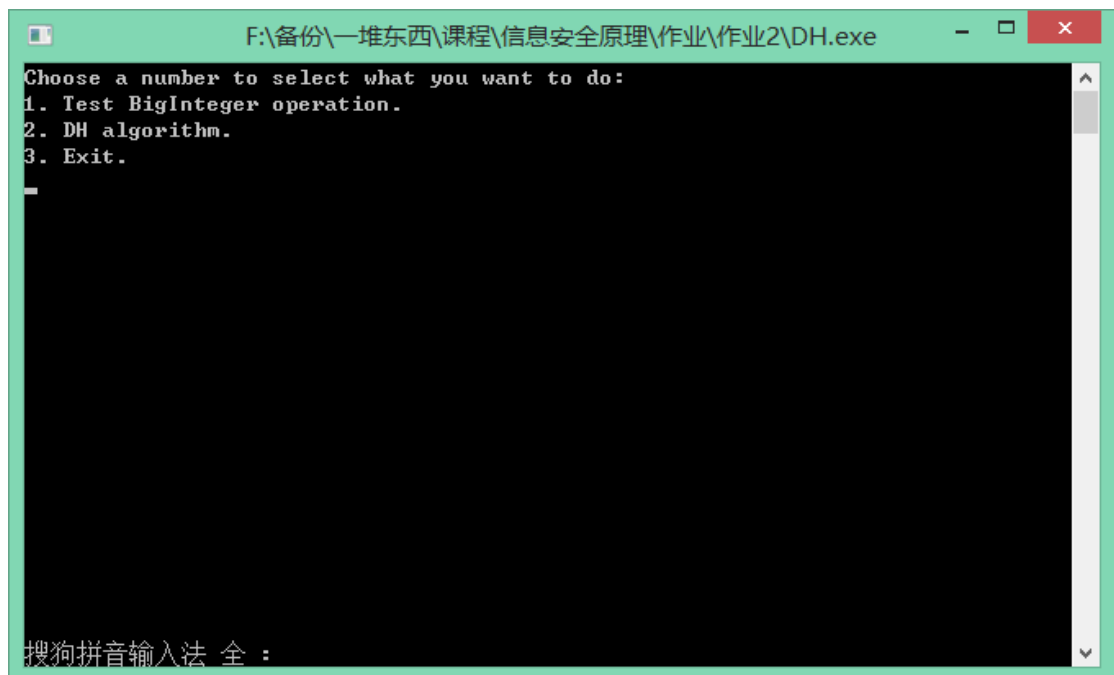 F:\备份\一堆东西\课程\信息安全原理\作业\作业2\DH.exe
Choose a number to select what you want to do:
1. Test BigInteger operation.
2. DH algorithm.
3. Exit.
搜狗拼音输入法 全 :